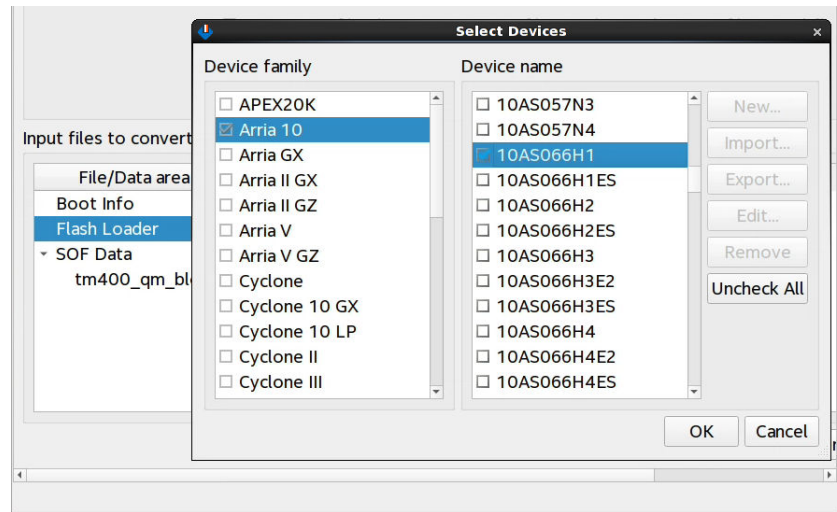 Select Devices
Device family
Device name
APEX20K
Arria 10
Arria GX
Arria II GX
Arria II GZ
Arria V
Arria V GZ
Cyclone
Cyclone 10 GX
Cyclone 10 LP
Cyclone II
Cyclone III
10AS057N3
10AS057N4
10AS066H1
10AS066H1ES
10AS066H2
10AS066H2ES
10AS066H3
10AS066H3E2
10AS066H3ES
10AS066H4
10AS066H4E2
10AS066H4ES
New...
Import...
Export...
Edit...
Remove
Uncheck All
OK
Cancel
Input files to convert
File/Data area
Boot Info
Flash Loader
SOF Data
tm400_qm_bl